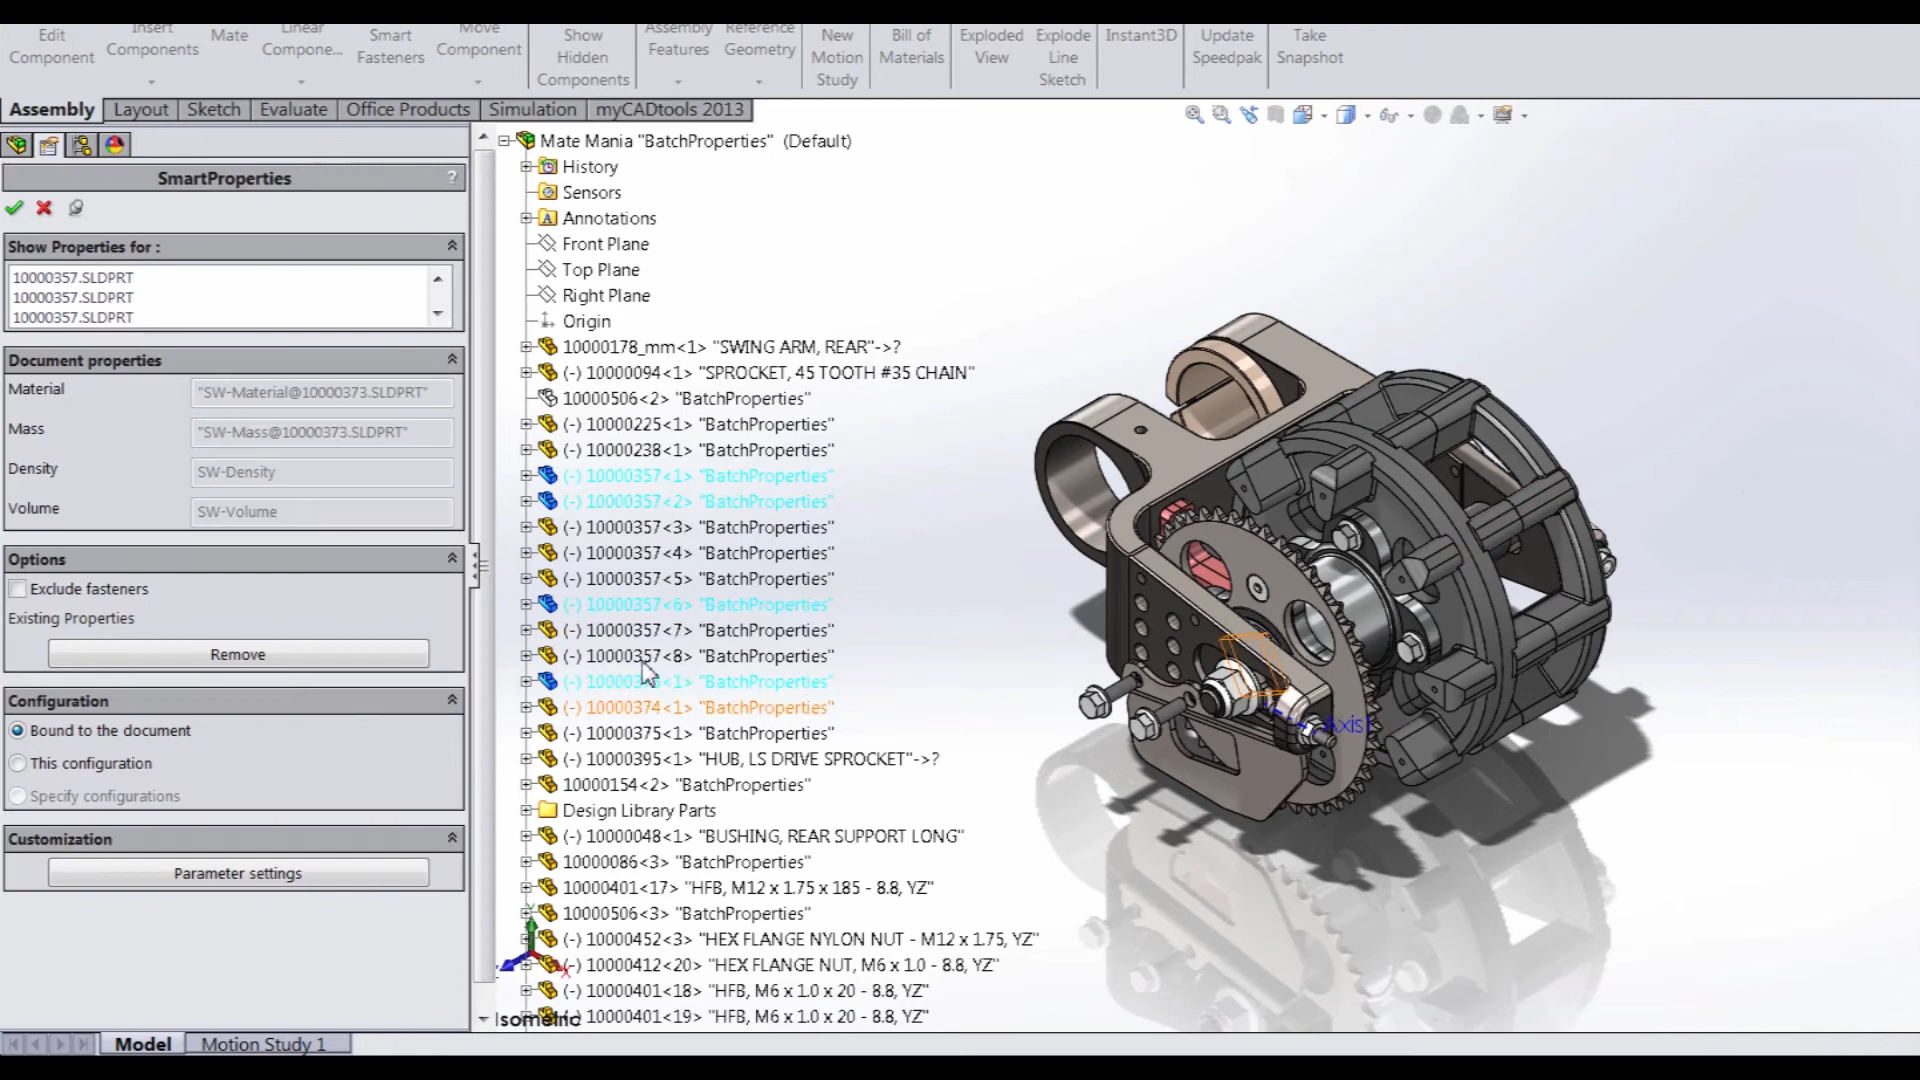 Edit Component
Insert Components
Mate
Linear Compone...
Smart Fasteners
Move Component
Show Hidden Components
Assembly Features
Reference Geometry
New Motion Study
Bill of Materials
Exploded View
Explode Line Sketch
Instant3D
Update Speedpak
Take Snapshot
Assembly Layout Sketch Evaluate Office Products Simulation myCADtools 2013
SmartProperties ?
Show Properties for :
10000357.SLDPRT
10000357.SLDPRT
10000357.SLDPRT
Document properties
Material "SW-Material@10000373.SLDPRT"
Mass "SW-Mass@10000373.SLDPRT"
Density SW-Density
Volume SW-Volume
Options
Exclude fasteners
Existing Properties
Remove
Configuration
Bound to the document
This configuration
Specify configurations
Customization
Parameter settings
Mate Mania "BatchProperties" (Default)
History
Sensors
Annotations
Front Plane
Top Plane
Right Plane
Origin
10000178_mm<1> "SWING ARM, REAR"->?
(-) 10000094<1> "SPROCKET, 45 TOOTH #35 CHAIN"
10000506<2> "BatchProperties"
(-) 10000225<1> "BatchProperties"
(-) 10000238<1> "BatchProperties"
(-) 10000357<1> "BatchProperties"
(-) 10000357<2> "BatchProperties"
(-) 10000357<3> "BatchProperties"
(-) 10000357<4> "BatchProperties"
(-) 10000357<5> "BatchProperties"
(-) 10000357<6> "BatchProperties"
(-) 10000357<7> "BatchProperties"
(-) 10000357<8> "BatchProperties"
(-) "BatchProperties"
(-) 10000374<1> "BatchProperties"
(-) 10000375<1> "BatchProperties"
(-) 10000395<1> "HUB, LS DRIVE SPROCKET"->?
10000154<2> "BatchProperties"
Design Library Parts
(-) 10000048<1> "BUSHING, REAR SUPPORT LONG"
10000086<3> "BatchProperties"
10000401<17> "HFB, M12 x 1.75 x 185 - 8.8, YZ"
10000506<3> "BatchProperties"
(-) 10000452<3> "HEX FLANGE NYLON NUT - M12 x 1.75, YZ"
(-) 10000412<20> "HEX FLANGE NUT, M6 x 1.0 - 8.8, YZ"
(-) 10000401<18> "HFB, M6 x 1.0 x 20 - 8.8, YZ"
10000401<19> "HFB, M6 x 1.0 x 20 - 8.8, YZ"
Model Motion Study 1